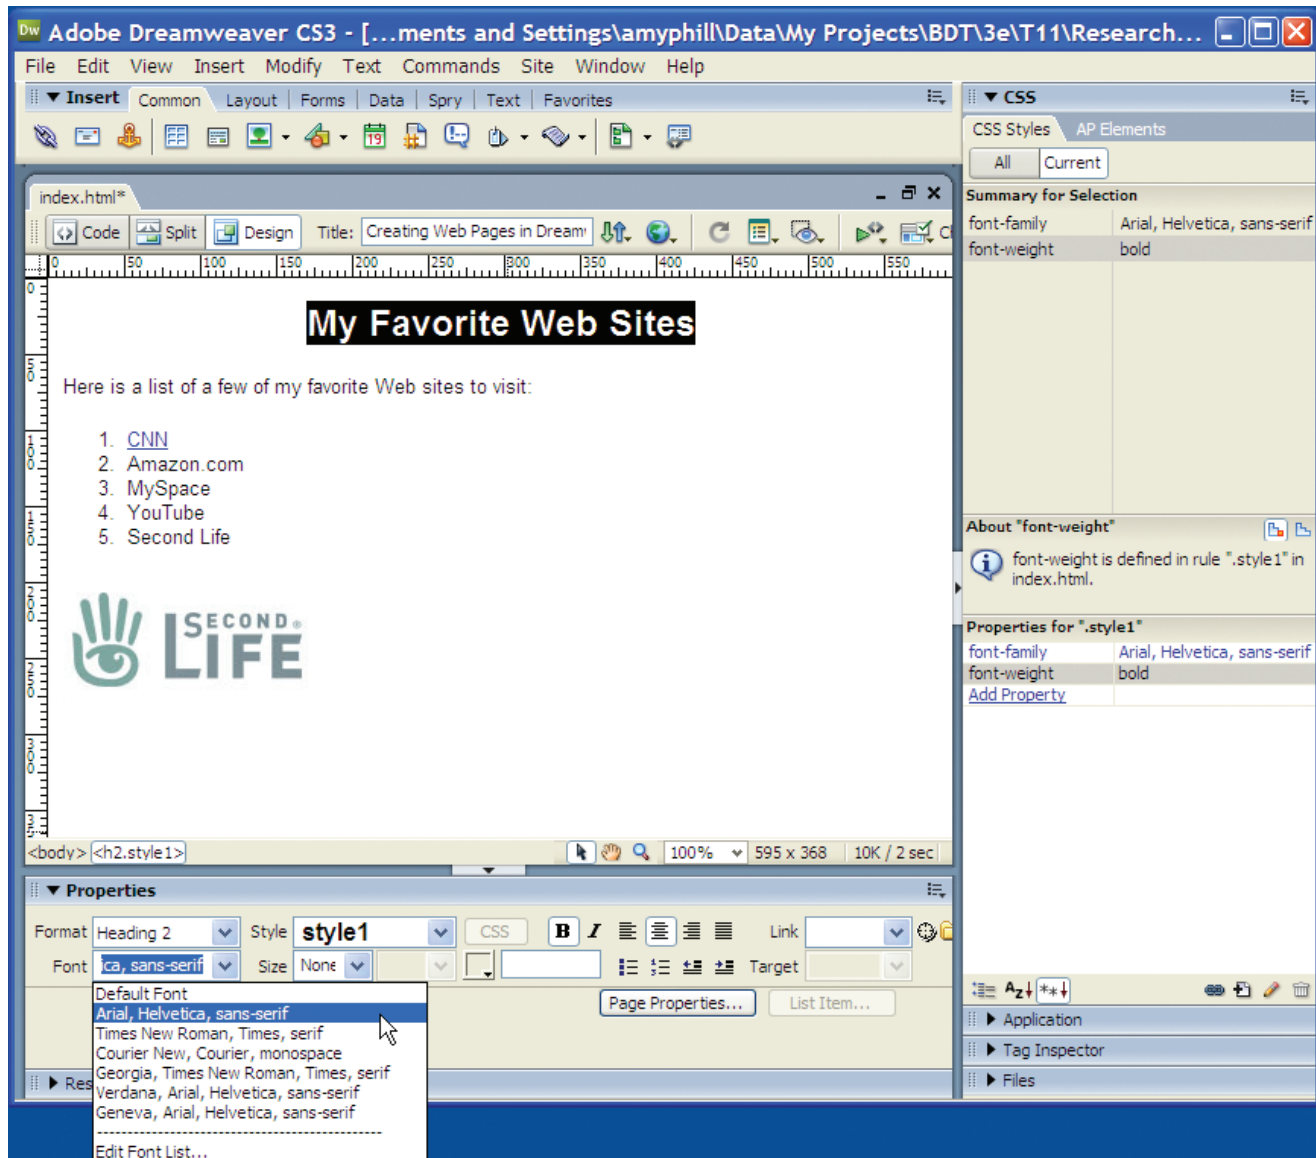 Dw Adobe Dreamweaver CS3 - [...ments and Settings\amyphill\Data\My Projects\BDT\3e\T11\Research...
File Edit View Insert Modify Text Commands Site Window Help
▼ Insert Common Layout Forms Data Spry Text Favorites
19
index.html*
Code Split Design Title: Creating Web Pages in Dream
0 50 100 150 200 250 300 350 400 450 500 550
0
50
100
150
200
250
300
My Favorite Web Sites
Here is a list of a few of my favorite Web sites to visit:
1. CNN
2. Amazon.com
3. MySpace
4. YouTube
5. Second Life
SECOND
LIFE
<body> <h2.style1> 100% 595 x 368 10K / 2 sec
▼ Properties
Format Heading 2 Style style1 CSS B I Link
Font ica, sans-serif Size None Target
Page Properties... List Item...
Default Font
Arial, Helvetica, sans-serif
Times New Roman, Times, serif
Courier New, Courier, monospace
Georgia, Times New Roman, Times, serif
Verdana, Arial, Helvetica, sans-serif
Geneva, Arial, Helvetica, sans-serif
Edit Font List...
▶ Res
▼ CSS
CSS Styles AP Elements
All Current
Summary for Selection
font-family Arial, Helvetica, sans-serif
font-weight bold
About "font-weight"
font-weight is defined in rule ".style1" in
index.html.
Properties for ".style1"
font-family Arial, Helvetica, sans-serif
font-weight bold
Add Property
AZ **
▶ Application
▶ Tag Inspector
▶ Files